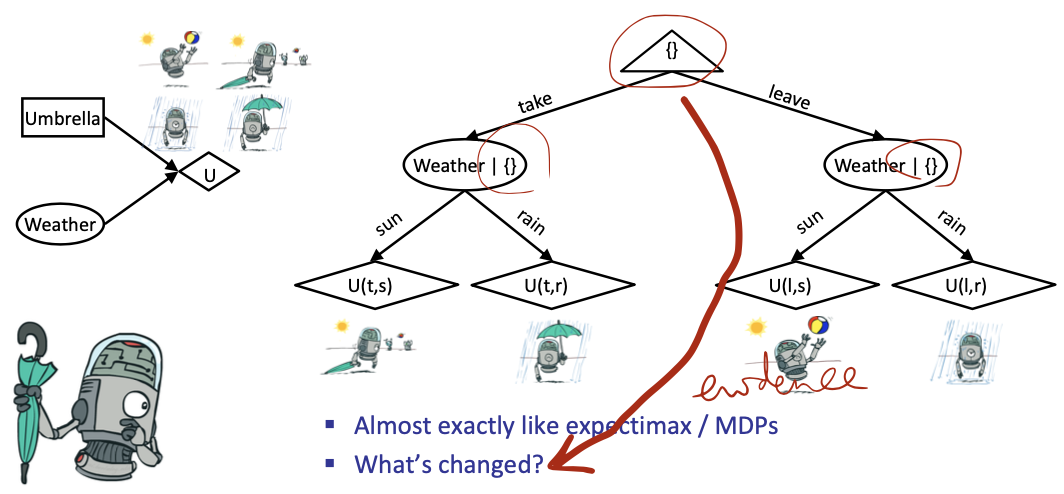 {}
take
leave
Umbrella
Weather
U
Weather | {}
Weather | {}
sun
rain
sun
rain
U(t,s)
U(t,r)
U(l,s)
U(l,r)
evidence
Almost exactly like expectimax / MDPs
What's changed?